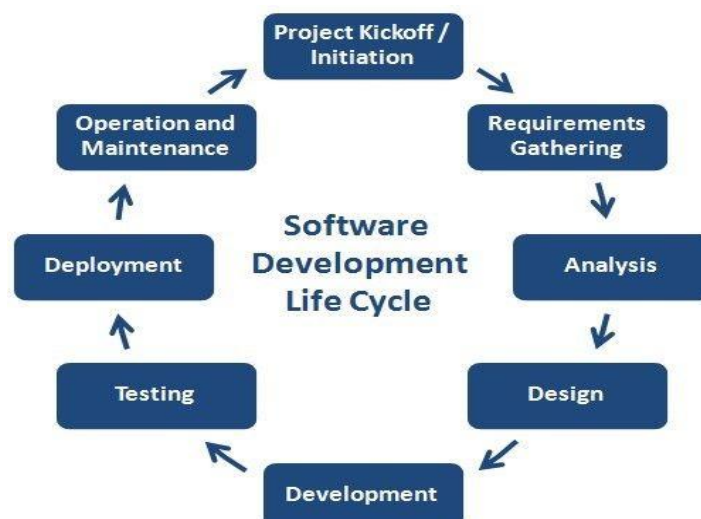 Project Kickoff /
Initiation
Requirements
Gathering
Analysis
Design
Development
Testing
Deployment
Operation and
Maintenance
Software
Development
Life Cycle